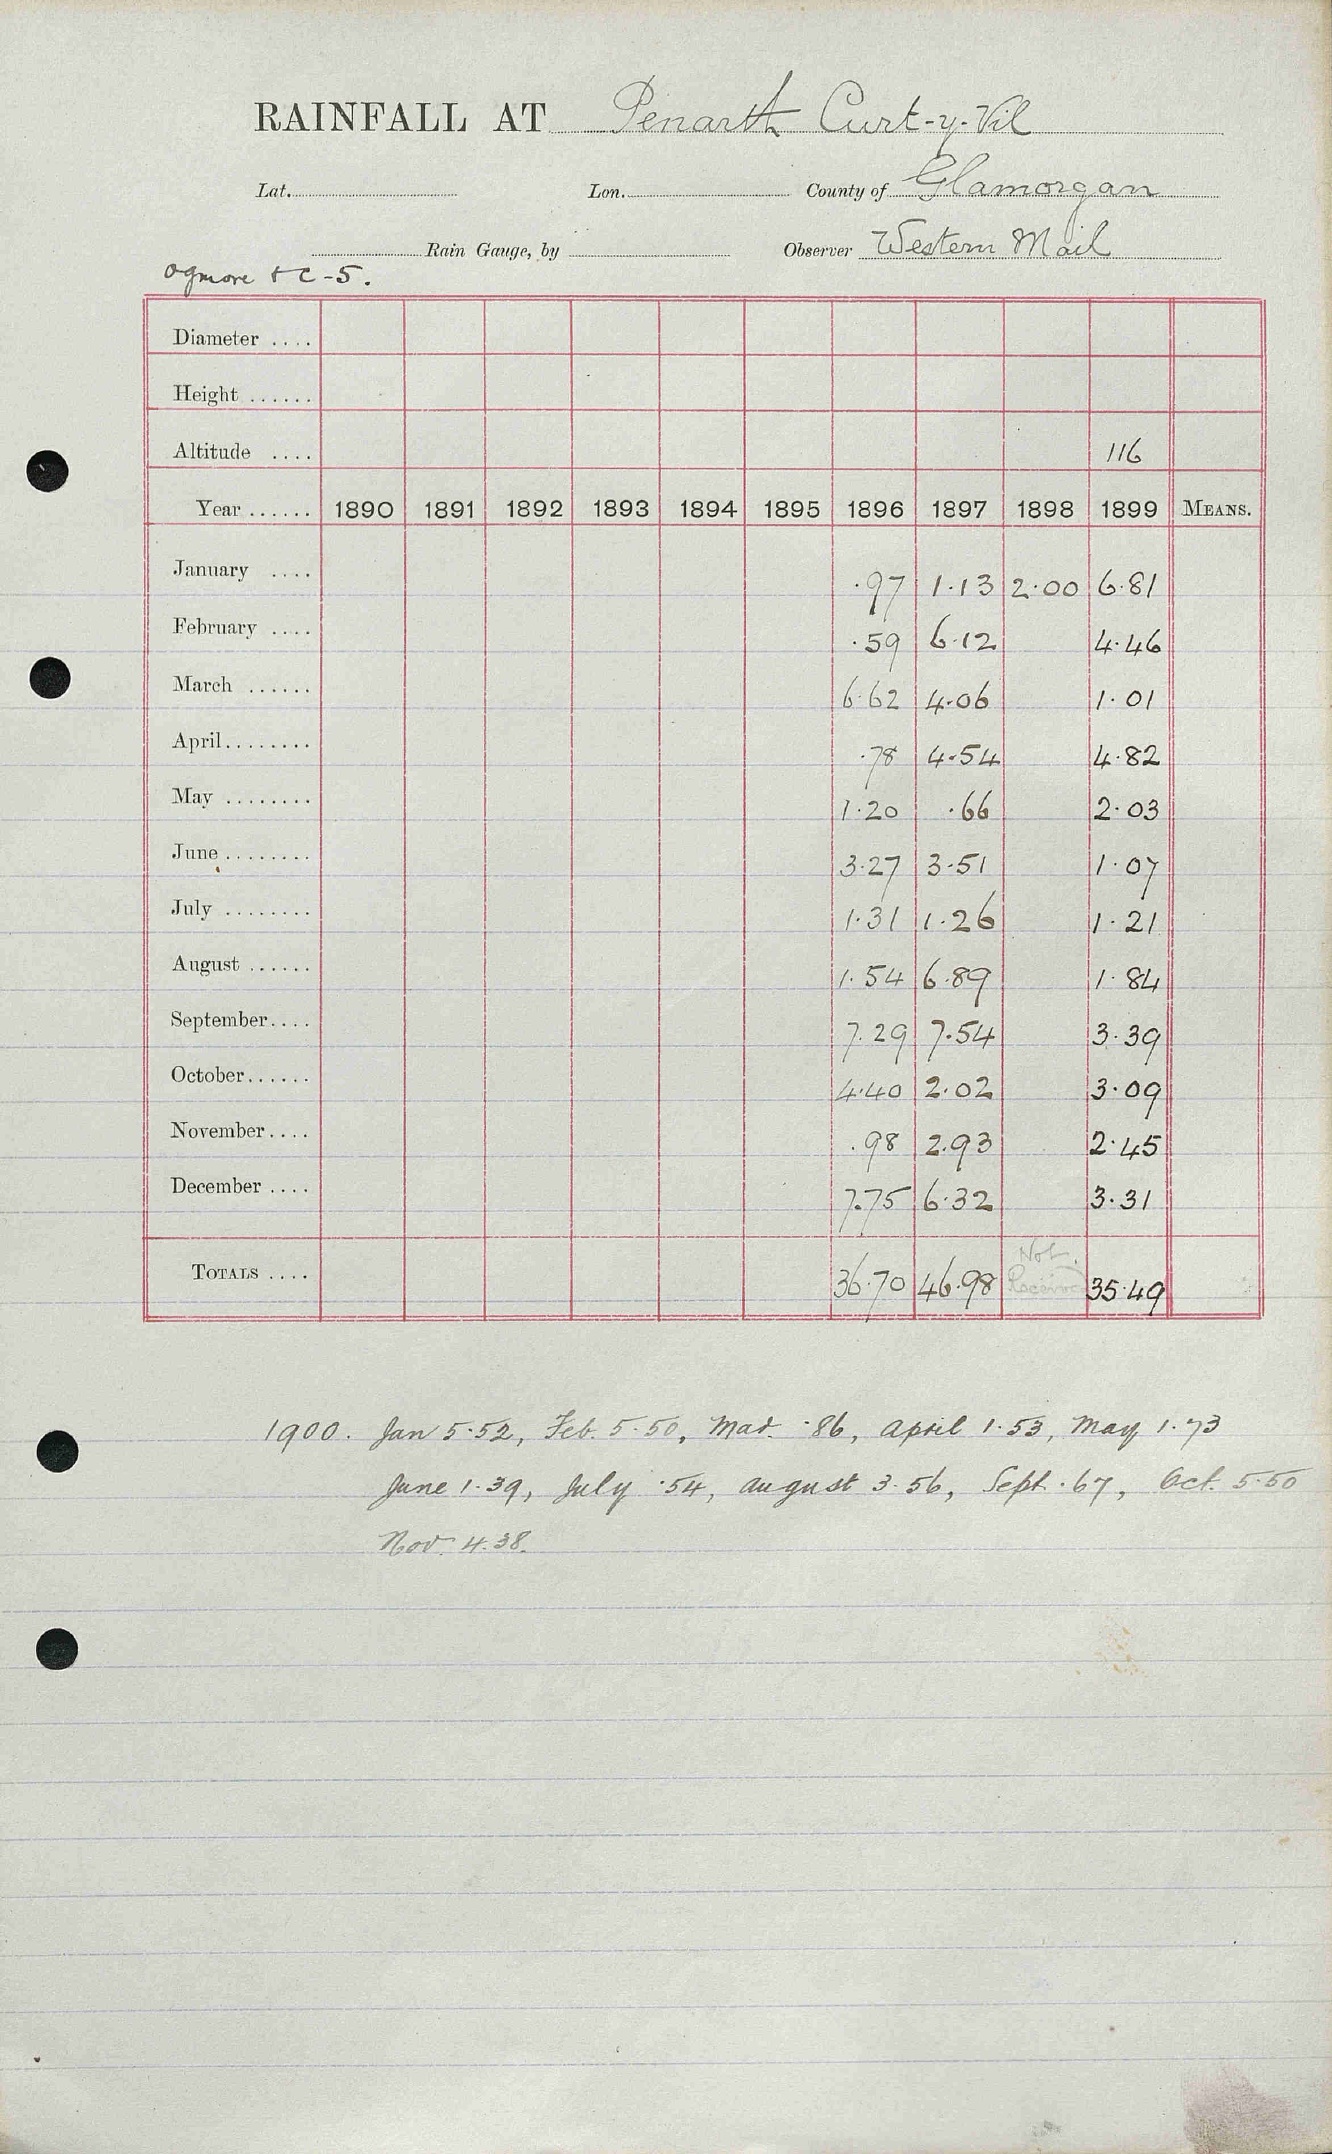 RAINFALL AT Penarth Curt-y-Vil
Lat. Lon. County of Glamorgan
Rain Gauge, by Observer Western Mail
Ogmore & C - 5.
Diameter ....
Height ......
Altitude .... 116
Year ...... 1890 1891 1892 1893 1894 1895 1896 1897 1898 1899 MEANS.
January .... .97 1.13 2.00 6.81
February .... .59 6.12 4.46
March ...... 6.62 4.06 1.01
April........ .78 4.54 4.82
May ........ 1.20 .66 2.03
June ........ 3.27 3.51 1.07
July ........ 1.31 1.26 1.21
August ...... 1.54 6.89 1.84
September.... 7.29 7.54 3.39
October...... 4.40 2.02 3.09
November.... .98 2.93 2.45
December .... 7.75 6.32 3.31
TOTALS .... 36.70 46.98 Not Received 35.49
1900. Jan 5.52, Feb. 5.50, Mar. .86, April 1.53, May 1.73
June 1.39, July .54, August 3.56, Sept. .67, Oct. 5.50
Nov. 4.38.